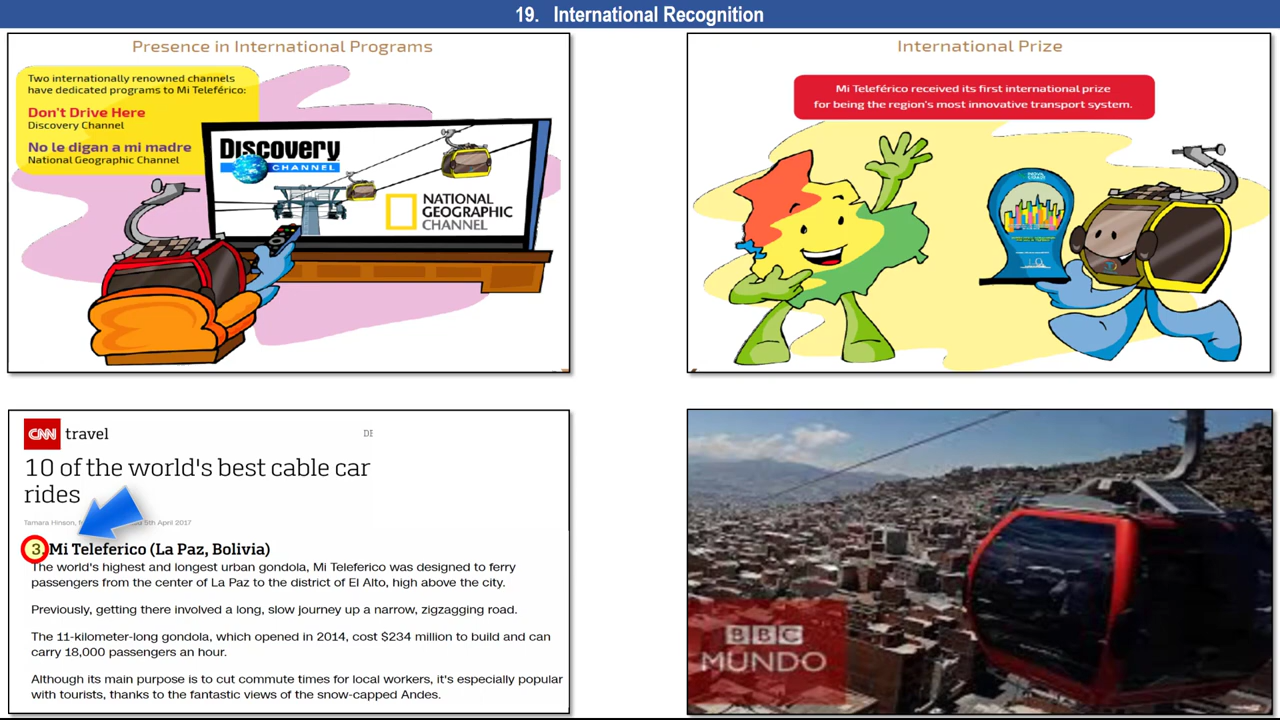 19. International Recognition
Presence in International Programs
Two internationally renowned channels
have dedicated programs to Mi Teleférico:
Don't Drive Here
Discovery Channel
No le digan a mi madre
National Geographic Channel
Discovery
CHANNEL
NATIONAL
GEOGRAPHIC
CHANNEL
International Prize
Mi Teleférico received its first international prize
for being the region's most innovative transport system.
CNN travel
10 of the world's best cable car
rides
Tamara Hinson, 5th April 2017
3. Mi Teleferico (La Paz, Bolivia)
The world's highest and longest urban gondola, Mi Teleferico was designed to ferry
passengers from the center of La Paz to the district of El Alto, high above the city.
Previously, getting there involved a long, slow journey up a narrow, zigzagging road.
The 11-kilometer-long gondola, which opened in 2014, cost $234 million to build and can
carry 18,000 passengers an hour.
Although its main purpose is to cut commute times for local workers, it's especially popular
with tourists, thanks to the fantastic views of the snow-capped Andes.
BBC
MUNDO